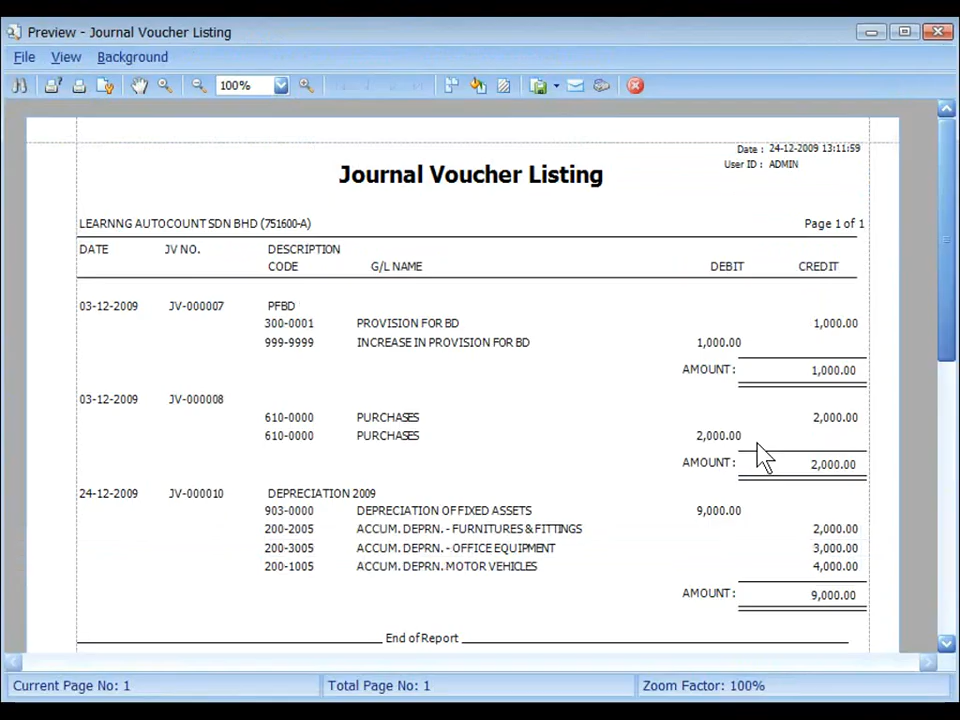 Preview - Journal Voucher Listing
File View Background
100%
Date : 24-12-2009 13:11:59
User ID : ADMIN
Journal Voucher Listing
LEARNNG AUTOCOUNT SDN BHD (751600-A) Page 1 of 1
DATE JV NO. DESCRIPTION
CODE G/L NAME DEBIT CREDIT
03-12-2009 JV-000007 PFBD
300-0001 PROVISION FOR BD 1,000.00
999-9999 INCREASE IN PROVISION FOR BD 1,000.00
AMOUNT : 1,000.00
03-12-2009 JV-000008
610-0000 PURCHASES 2,000.00
610-0000 PURCHASES 2,000.00
AMOUNT : 2,000.00
24-12-2009 JV-000010 DEPRECIATION 2009
903-0000 DEPRECIATION OF FIXED ASSETS 9,000.00
200-2005 ACCUM. DEPRN. - FURNITURES & FITTINGS 2,000.00
200-3005 ACCUM. DEPRN. - OFFICE EQUIPMENT 3,000.00
200-1005 ACCUM. DEPRN. MOTOR VEHICLES 4,000.00
AMOUNT : 9,000.00
End of Report
Current Page No: 1 Total Page No: 1 Zoom Factor: 100%